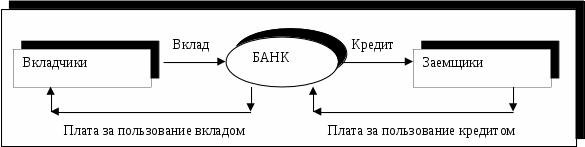 Вклад
БАНК
Кредит
Вкладчики
Заемщики
Плата за пользование вкладом
Плата за пользование кредитом